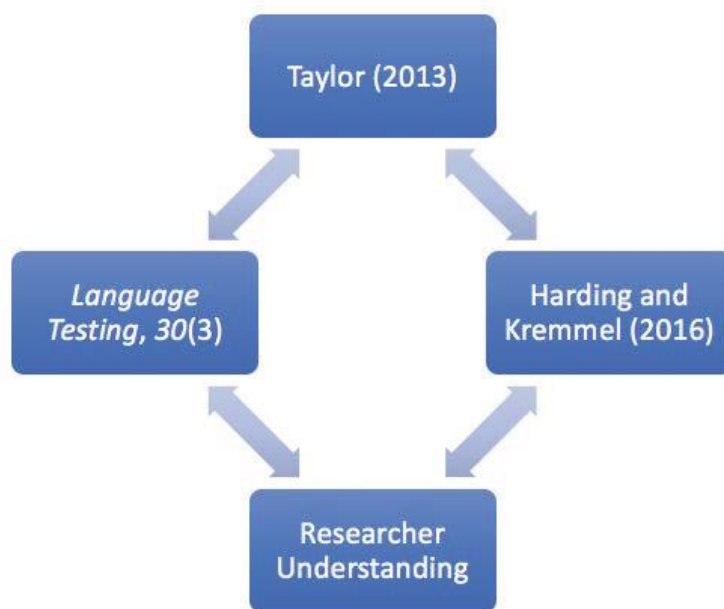 Taylor (2013)
Language
Testing, 30(3)
Harding and
Kremmel (2016)
Researcher
Understanding